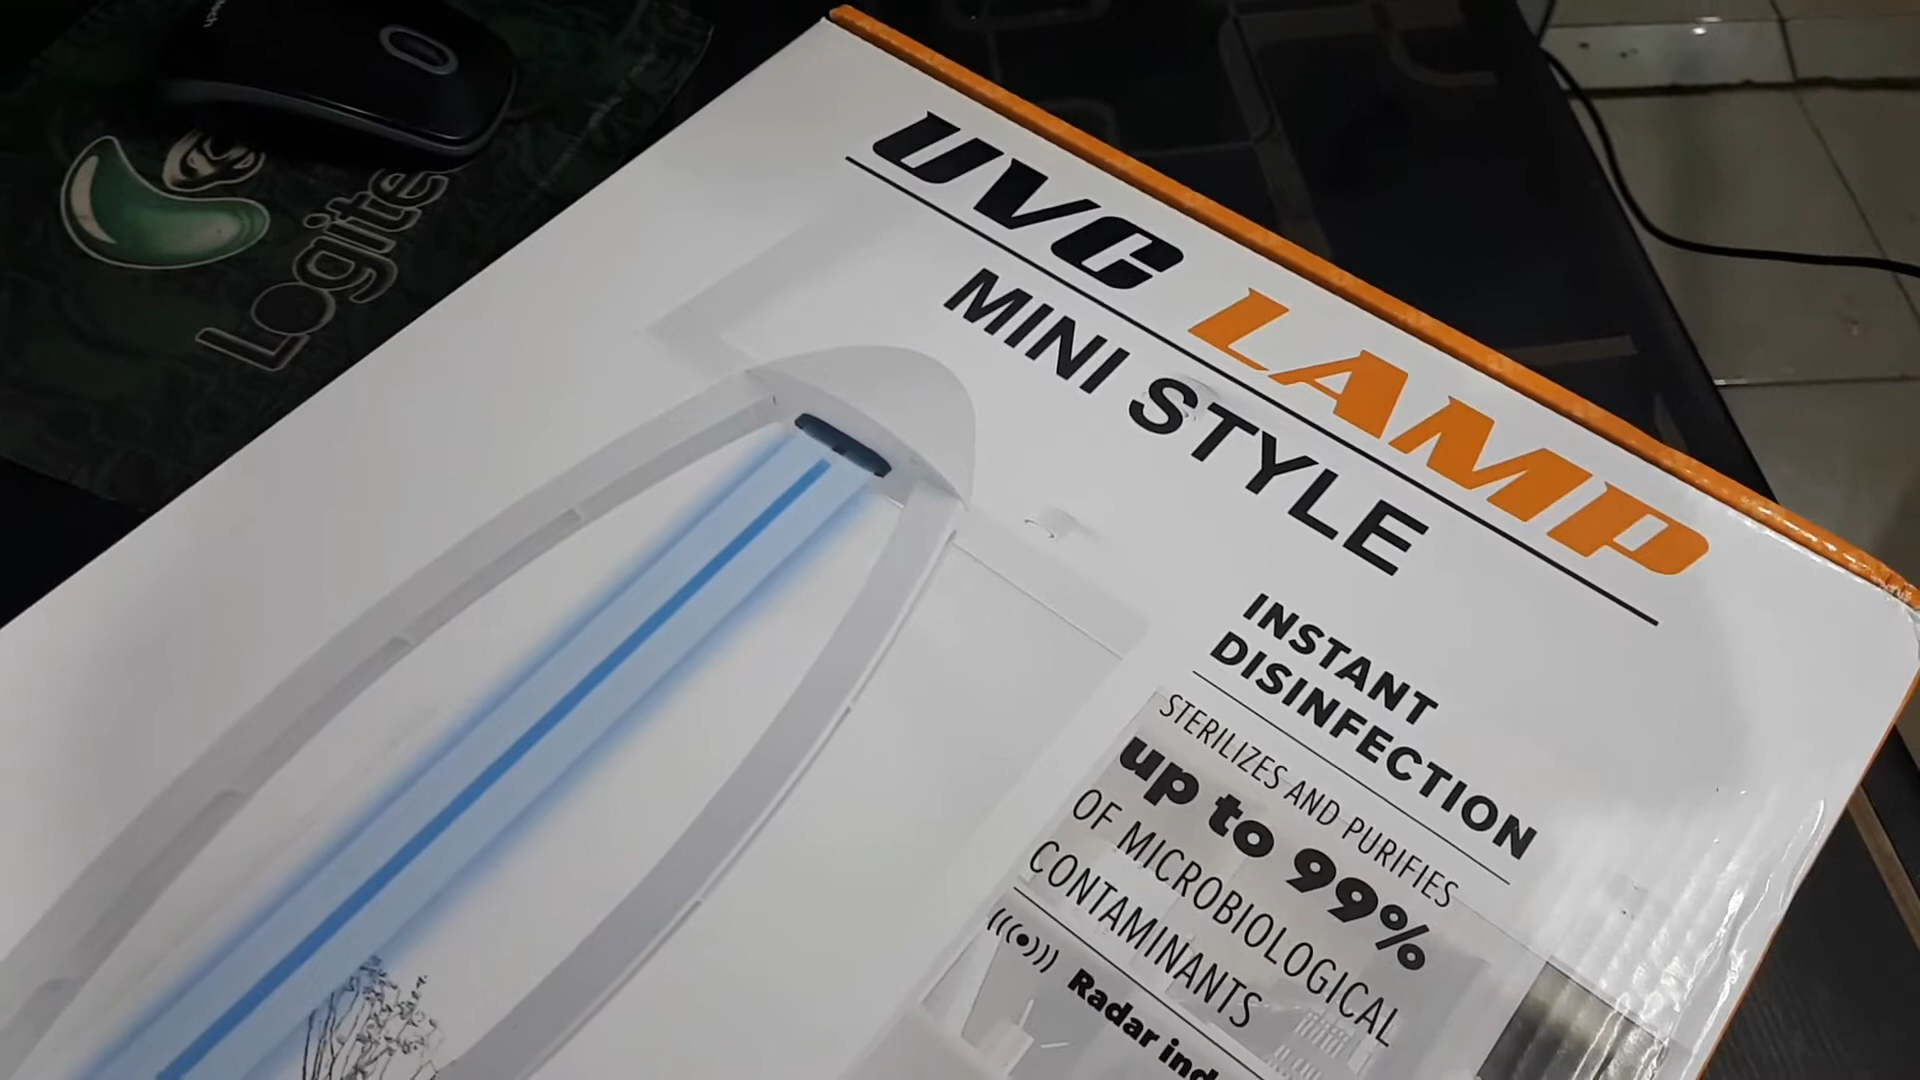 UVC LAMP
MINI STYLE
INSTANT
DISINFECTION
STERILIZES AND PURIFIES
up to 99%
OF MICROBIOLOGICAL
CONTAMINANTS
Radar ind
Logite